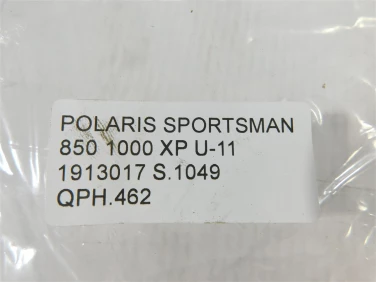 POLARIS SPORTSMAN
850 1000 XP U-11
1913017 S.1049
QPH.462